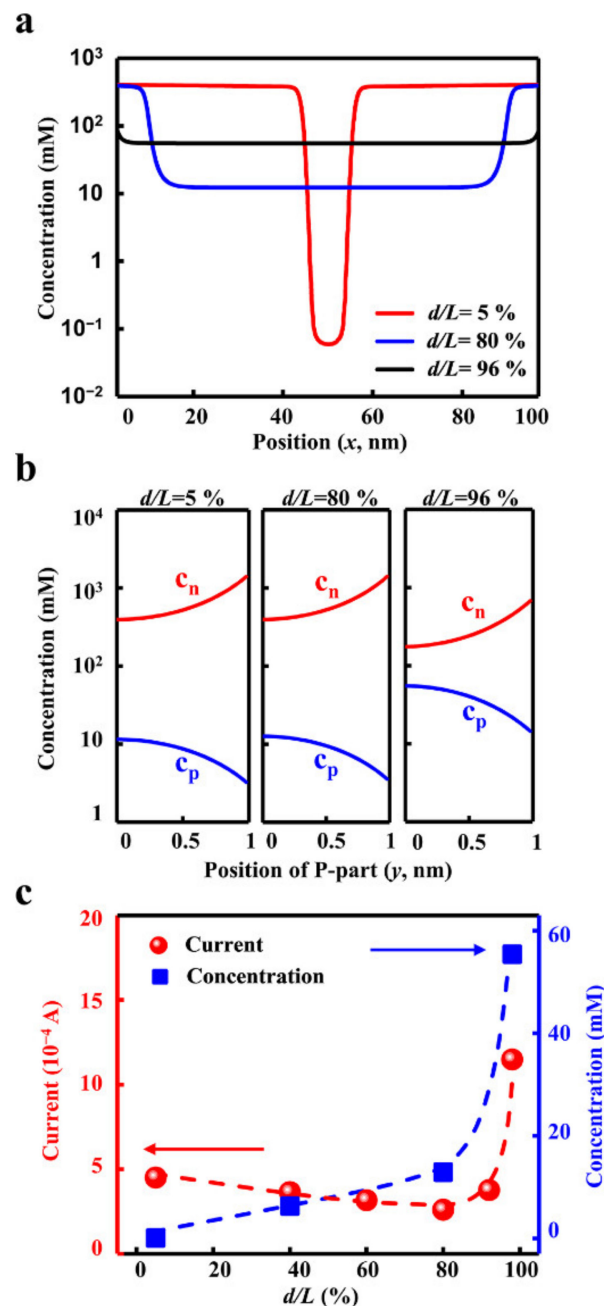 a
Concentration (mM)
10³
10²
10
1
10⁻¹
10⁻²
d/L= 5 %
d/L= 80 %
d/L= 96 %
0 20 40 60 80 100
Position (x, nm)
b
d/L=5 % d/L=80 % d/L=96 %
Concentration (mM)
10⁴
10³
10²
10
1
cₙ cₙ cₙ
cₚ cₚ cₚ
0 0.5 1 0 0.5 1 0 0.5 1
Position of P-part (y, nm)
c
Current (10⁻⁴ A)
20
15
10
5
0
Current
Concentration
60
40
20
0
Concentration (mM)
0 20 40 60 80 100
d/L (%)